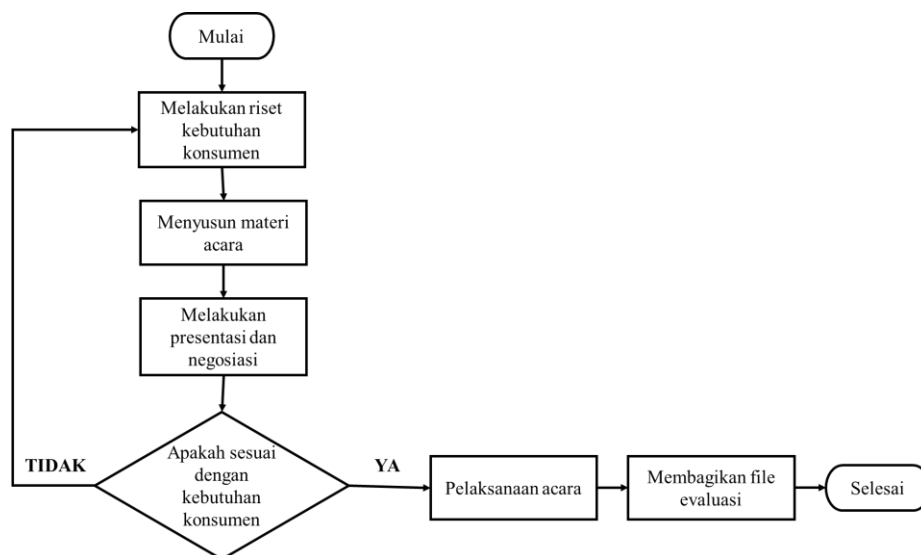 Mulai
Melakukan riset
kebutuhan
konsumen
Menyusun materi
acara
Melakukan
presentasi dan
negosiasi
Apakah sesuai
dengan
kebutuhan
konsumen
TIDAK
YA
Pelaksanaan acara
Membagikan file
evaluasi
Selesai